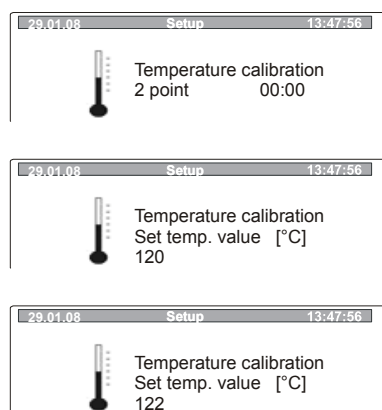 29.01.08 Setup 13:47:56
Temperature calibration
2 point 00:00
29.01.08 Setup 13:47:56
Temperature calibration
Set temp. value [°C]
120
29.01.08 Setup 13:47:56
Temperature calibration
Set temp. value [°C]
122